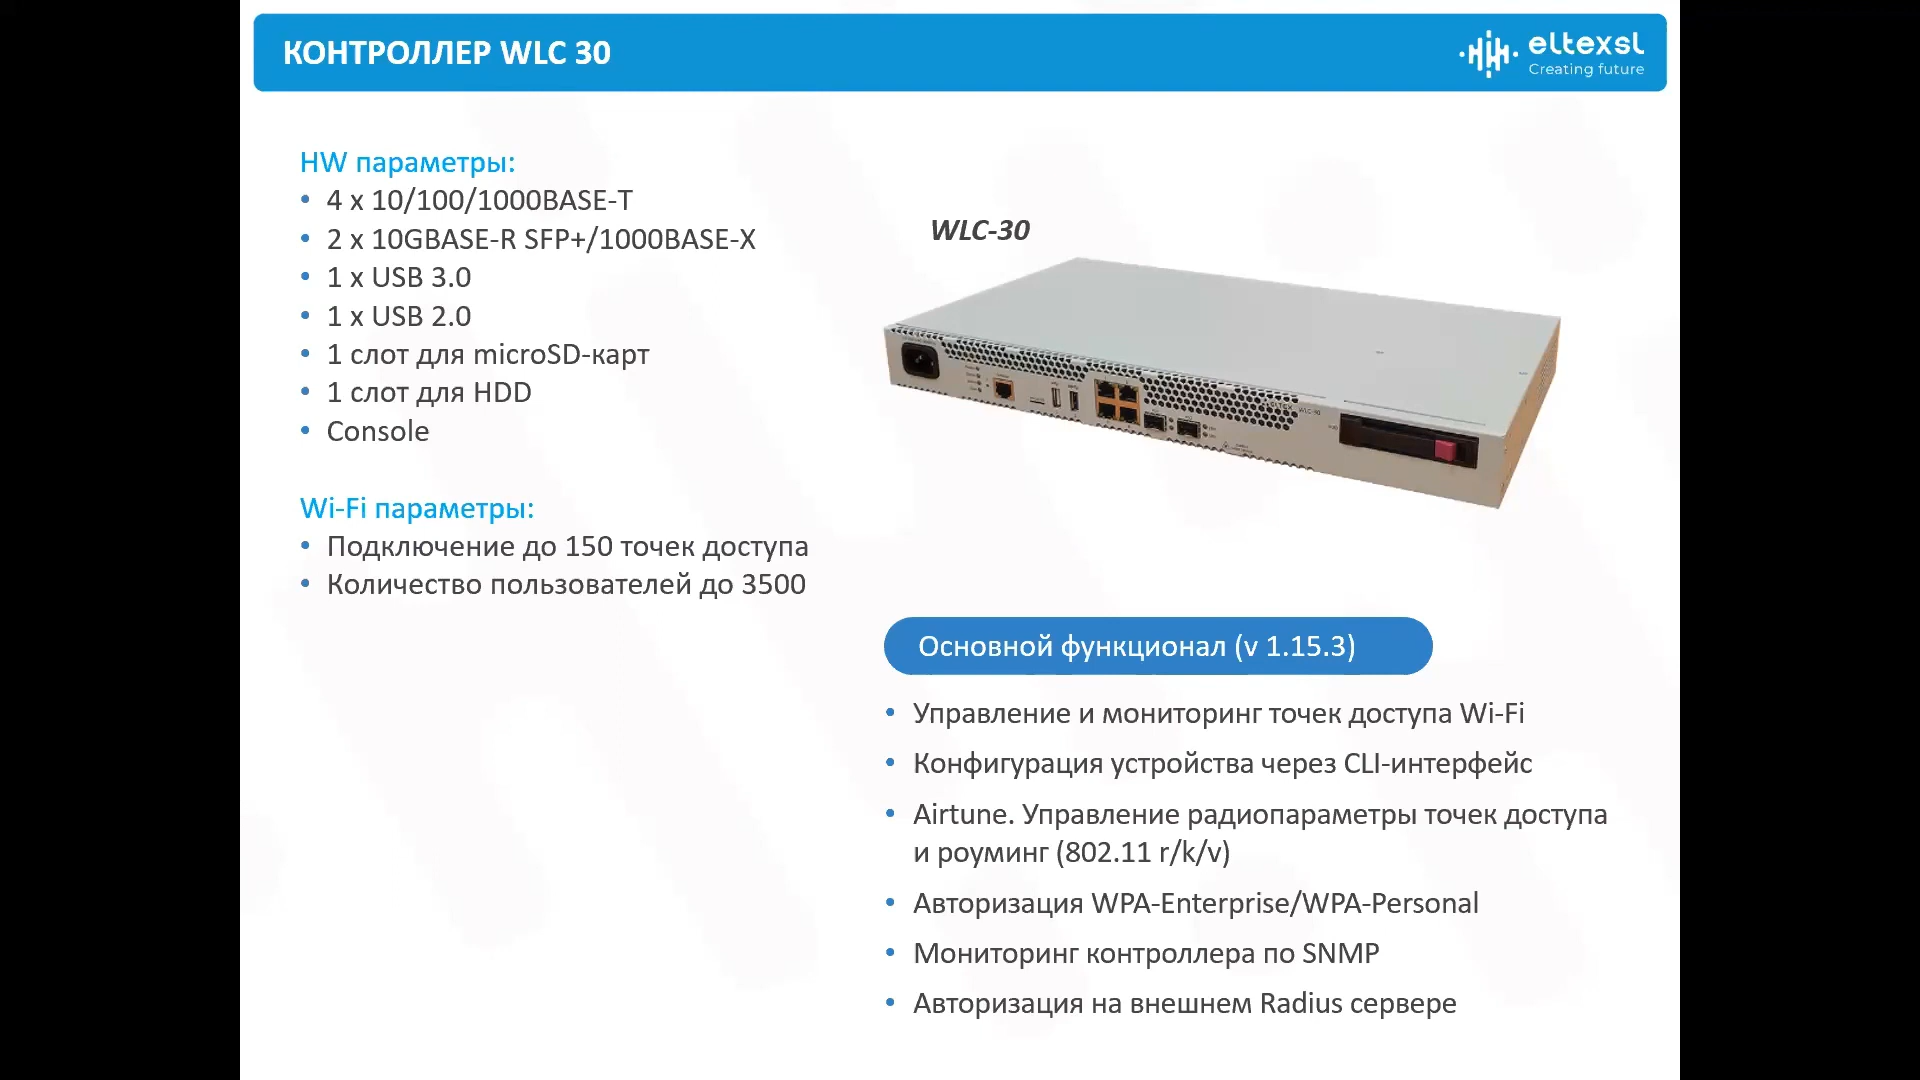 КОНТРОЛЛЕР WLC 30
eltexsl
Creating future
HW параметры:
• 4 x 10/100/1000BASE-T
• 2 x 10GBASE-R SFP+/1000BASE-X
• 1 x USB 3.0
• 1 x USB 2.0
• 1 слот для microSD-карт
• 1 слот для HDD
• Console
Wi-Fi параметры:
• Подключение до 150 точек доступа
• Количество пользователей до 3500
WLC-30
Основной функционал (v 1.15.3)
• Управление и мониторинг точек доступа Wi-Fi
• Конфигурация устройства через CLI-интерфейс
• Airtune. Управление радиопараметры точек доступа
и роуминг (802.11 r/k/v)
• Авторизация WPA-Enterprise/WPA-Personal
• Мониторинг контроллера по SNMP
• Авторизация на внешнем Radius сервере